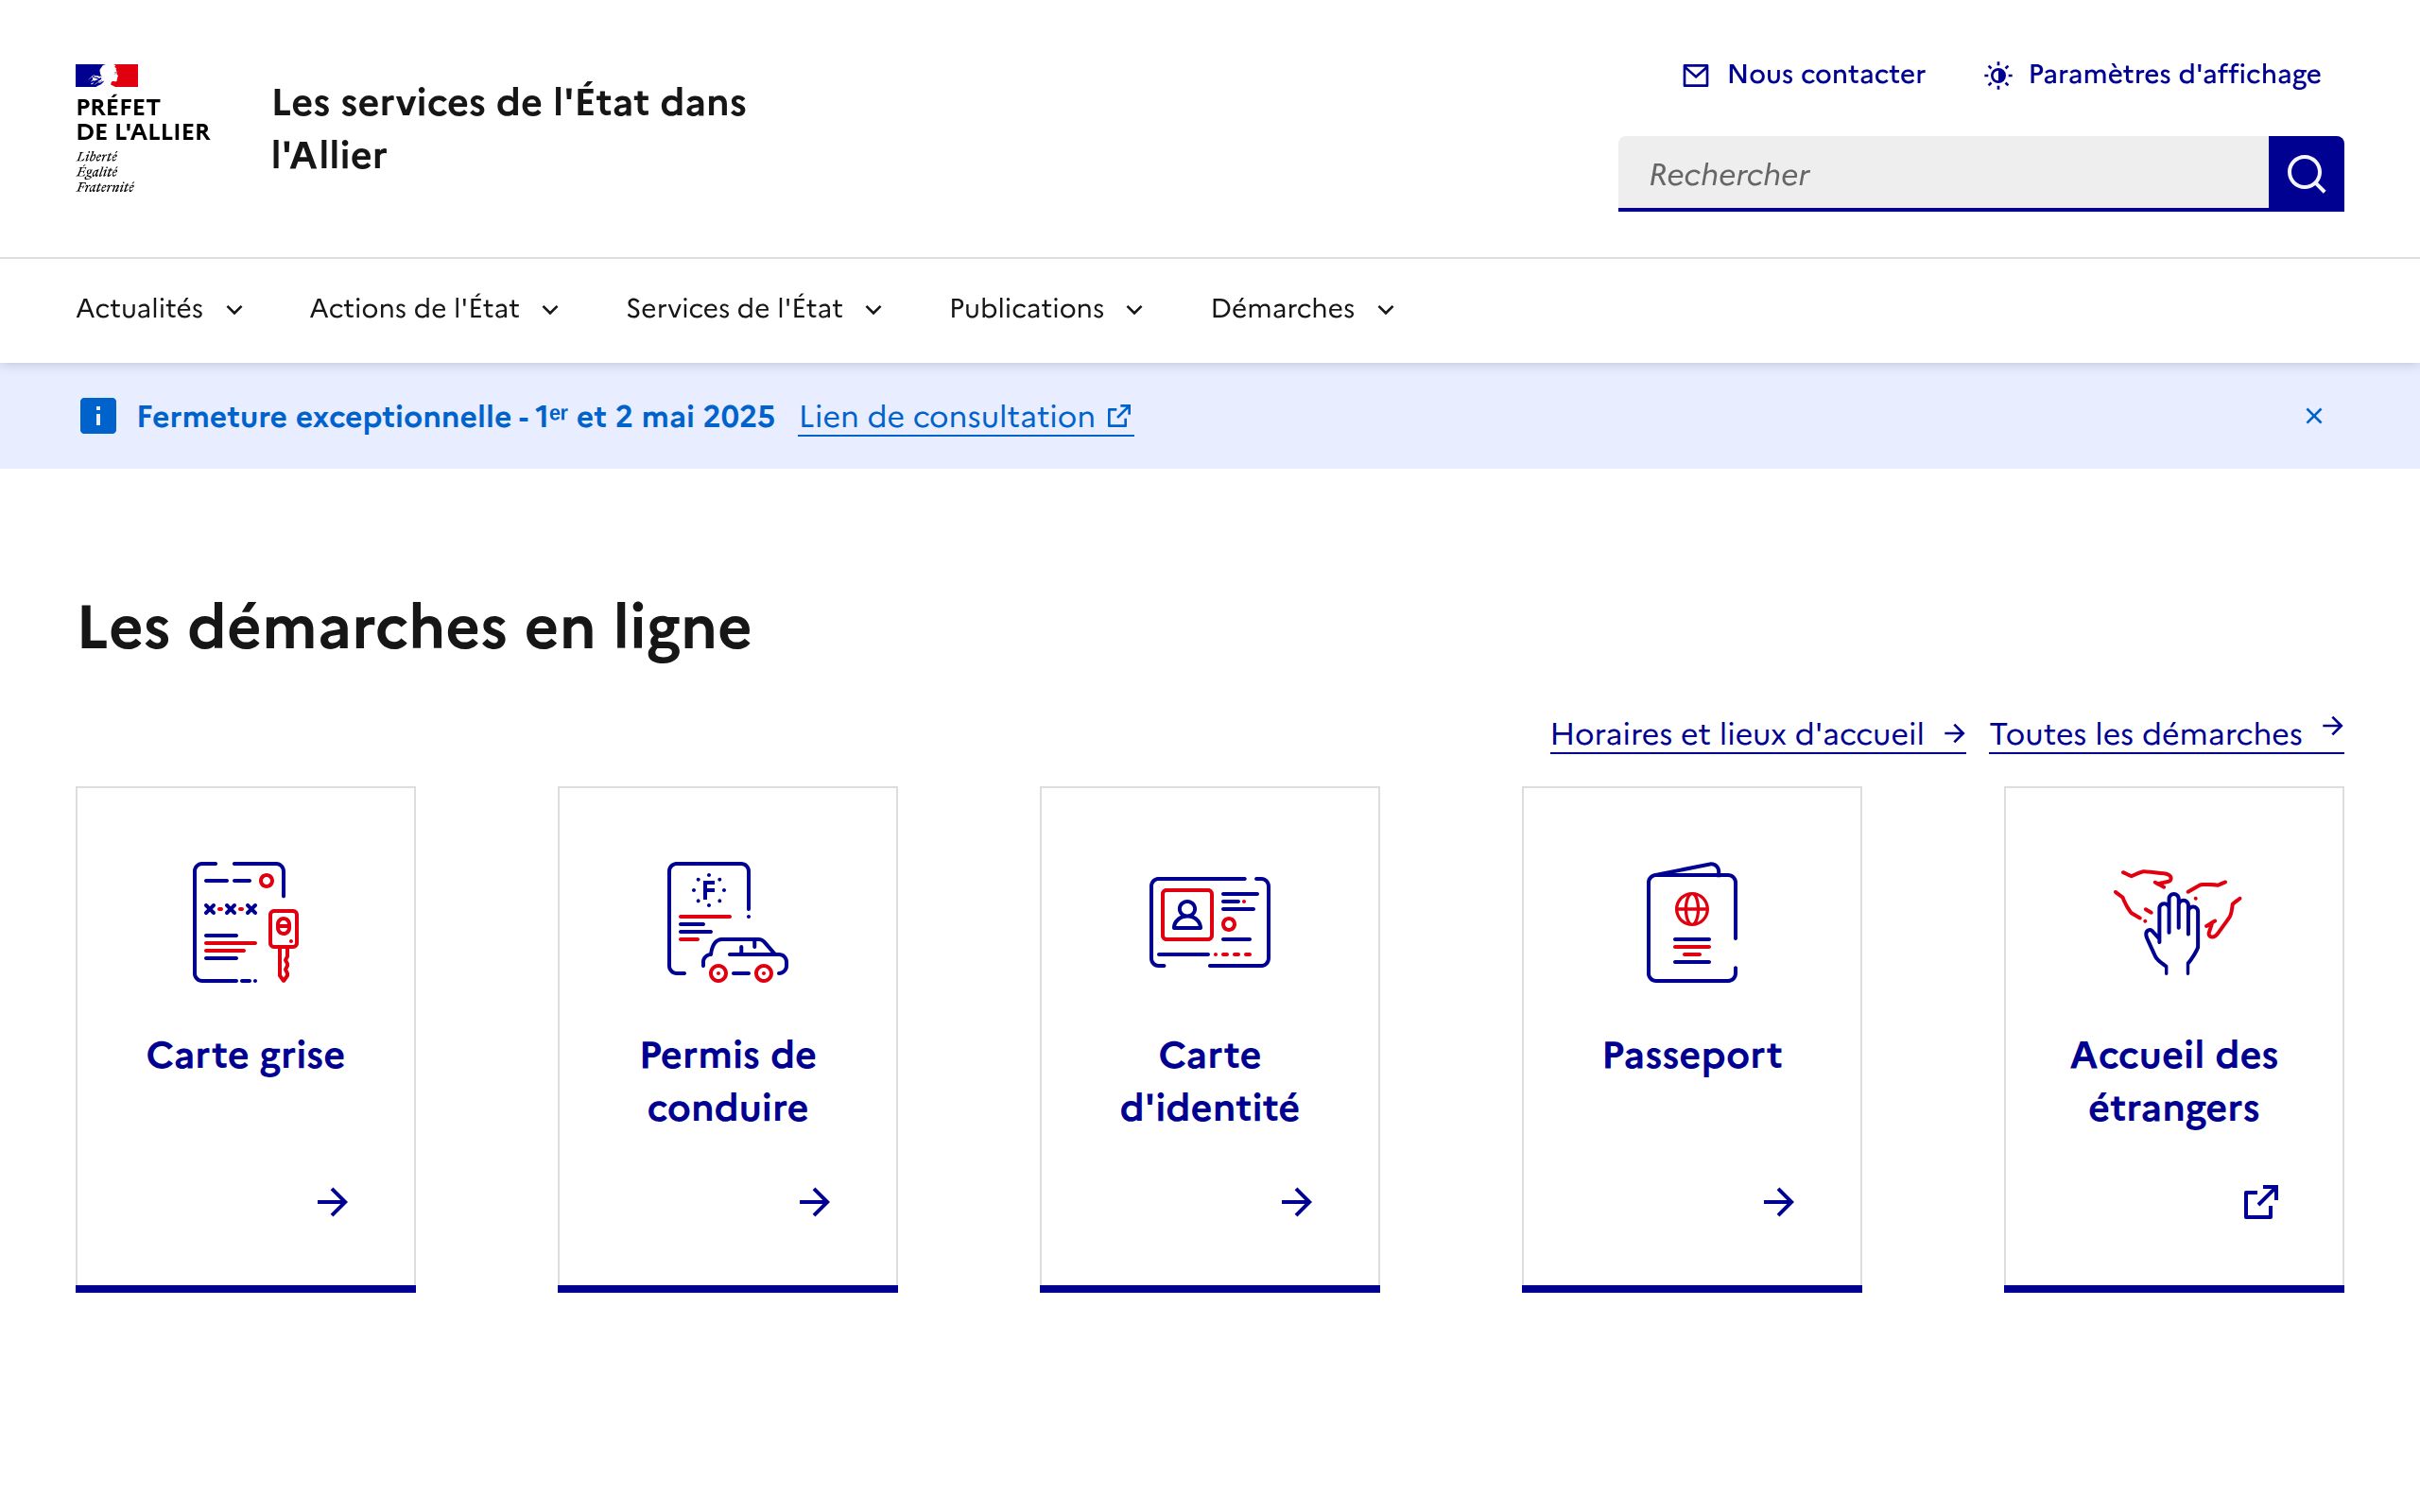 PRÉFET
DE L'ALLIER
Liberté
Égalité
Fraternité
Les services de l'État dans
l'Allier
Nous contacter
Paramètres d'affichage
Rechercher
Actualités
Actions de l'État
Services de l'État
Publications
Démarches
Fermeture exceptionnelle - 1er et 2 mai 2025 Lien de consultation
Les démarches en ligne
Horaires et lieux d'accueil
Toutes les démarches
F
Carte grise
Permis de
conduire
Carte
d'identité
Passeport
Accueil des
étrangers